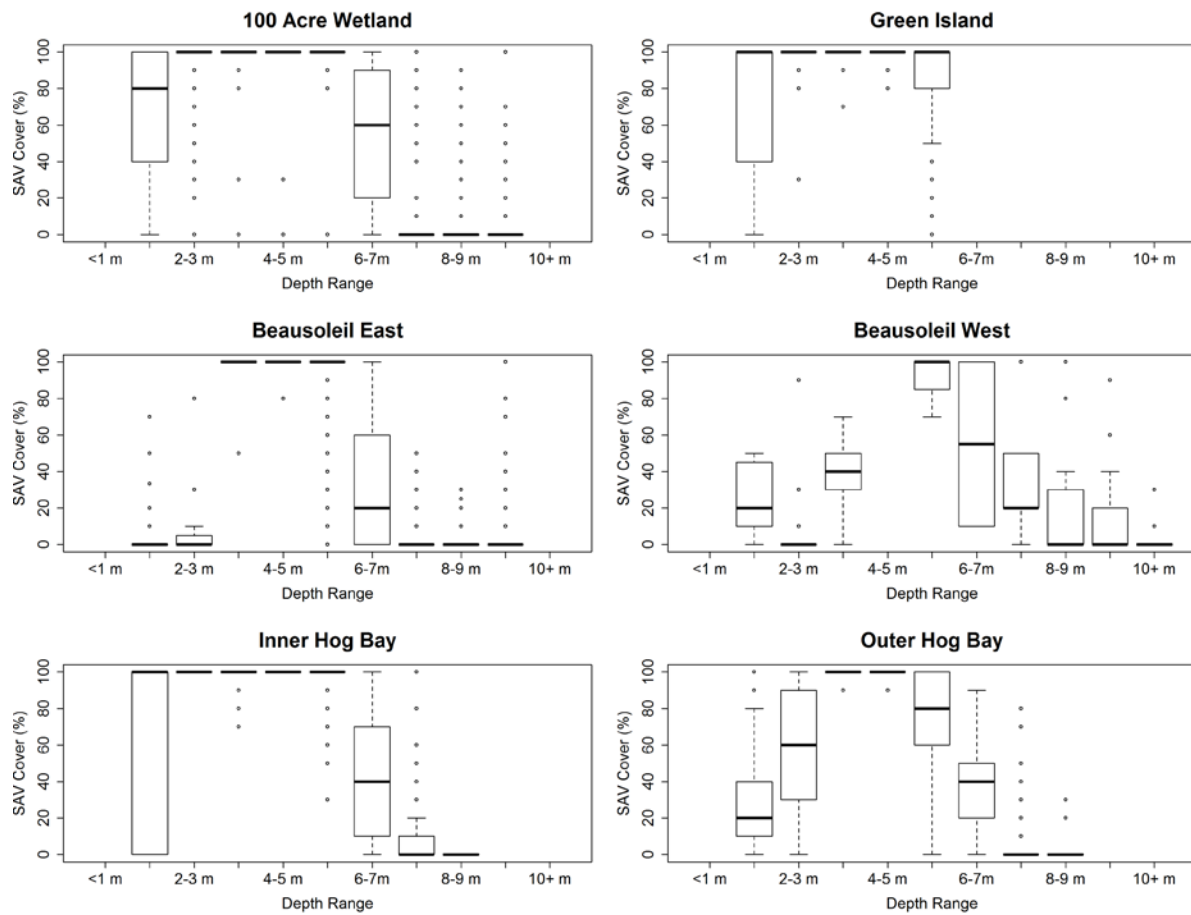 100 Acre Wetland
SAV Cover (%)
100
80
60
40
20
0
<1 m 2-3 m 4-5 m 6-7m 8-9 m 10+ m
Depth Range
Green Island
SAV Cover (%)
100
80
60
40
20
0
<1 m 2-3 m 4-5 m 6-7m 8-9 m 10+ m
Depth Range
Beausoleil East
SAV Cover (%)
100
80
60
40
20
0
<1 m 2-3 m 4-5 m 6-7m 8-9 m 10+ m
Depth Range
Beausoleil West
SAV Cover (%)
100
80
60
40
20
0
<1 m 2-3 m 4-5 m 6-7m 8-9 m 10+ m
Depth Range
Inner Hog Bay
SAV Cover (%)
100
80
60
40
20
0
<1 m 2-3 m 4-5 m 6-7m 8-9 m 10+ m
Depth Range
Outer Hog Bay
SAV Cover (%)
100
80
60
40
20
0
<1 m 2-3 m 4-5 m 6-7m 8-9 m 10+ m
Depth Range